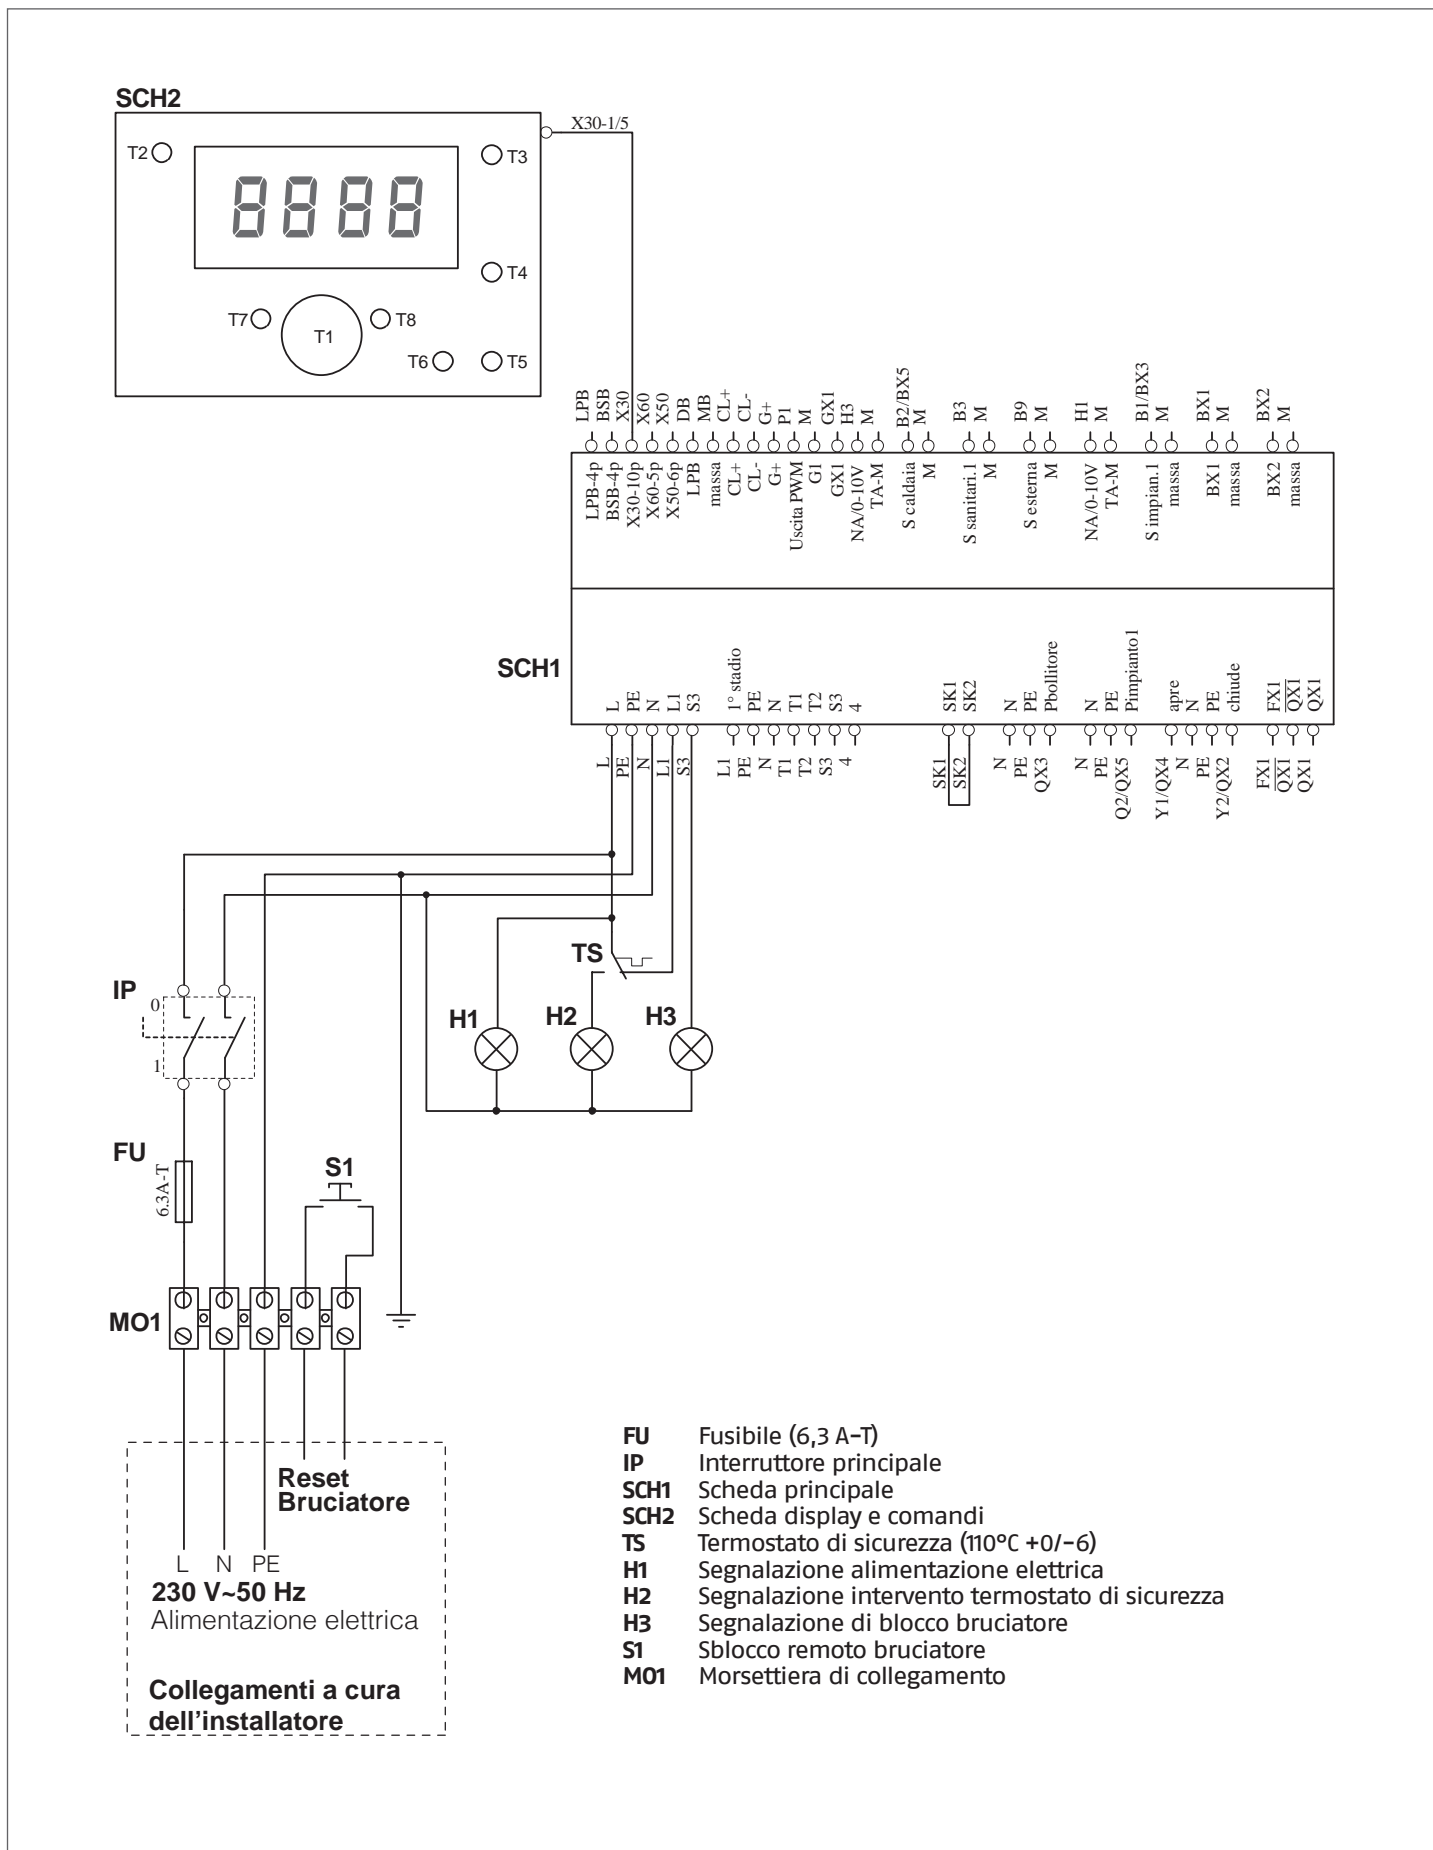 SCH2
X30-1/5
T2
T3
8888
T4
T7
T1
T8
T6
T5
LPB
BSB
X30
X60
X50
DB
MB
CL+
CL-
G+
P1
M
GX1
H3
M
B2/BX5
M
B3
M
B9
M
H1
M
B1/BX3
M
BX1
M
BX2
M
LPB-4p
BSB-4p
X30-10p
X60-5p
X50-6p
LPB
massa
CL+
CL-
G+
Uscita PWM
G1
GX1
NA/0-10V
TA-M
S caldaia
M
S sanitari.1
M
S esterna
M
NA/0-10V
TA-M
S impian.1
massa
BX1
massa
BX2
massa
SCH1
L
PE
N
L1
S3
1° stadio
PE
N
T1
T2
S3
4
SK1
SK2
N
PE
Pbollitore
N
PE
Pimpianto1
apre
N
PE
chiude
FX1
QX1
QX1
L
PE
N
L1
S3
L1
PE
N
T1
T2
S3
4
SK1
SK2
N
PE
QX3
N
PE
Q2/QX5
Y1/QX4
N
PE
Y2/QX2
FX1
QX1
QX1
TS
IP
0
1
H1
H2
H3
FU
6.3A-T
S1
MO1
Reset
Bruciatore
L N PE
230 V~50 Hz
Alimentazione elettrica
Collegamenti a cura
dell'installatore
FU Fusibile (6,3 A-T)
IP Interruttore principale
SCH1 Scheda principale
SCH2 Scheda display e comandi
TS Termostato di sicurezza (110°C +0/-6)
H1 Segnalazione alimentazione elettrica
H2 Segnalazione intervento termostato di sicurezza
H3 Segnalazione di blocco bruciatore
S1 Sblocco remoto bruciatore
MO1 Morsettiera di collegamento